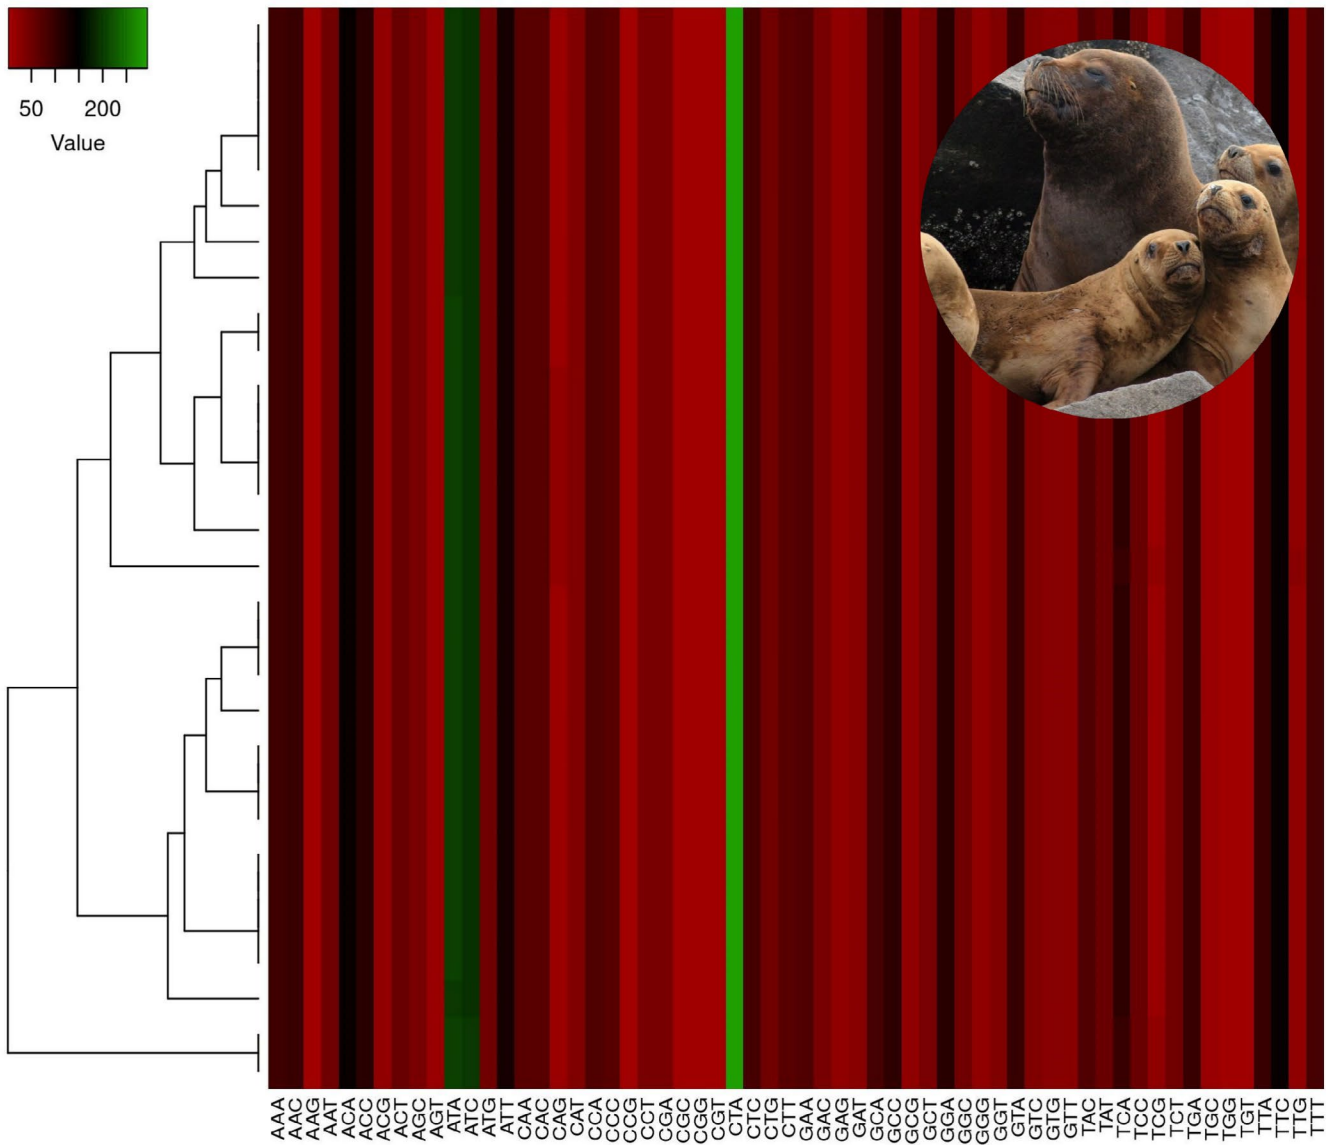 50 200
Value
AAA AAC AAG AAT ACA ACC ACG ACT AGC AGT ATA ATC ATG ATT CAA CAC CAG CAT CCA CCC CCG CCT CGA CGC CGG CGT CTA CTC CTG CTT GAA GAC GAG GAT GCA GCC GCG GCT GGA GGC GGG GGT GTA GTC GTG GTT TAC TAT TCA TCC TCG TCT TGA TGC TGG TGT TTA TTC TTG TTT